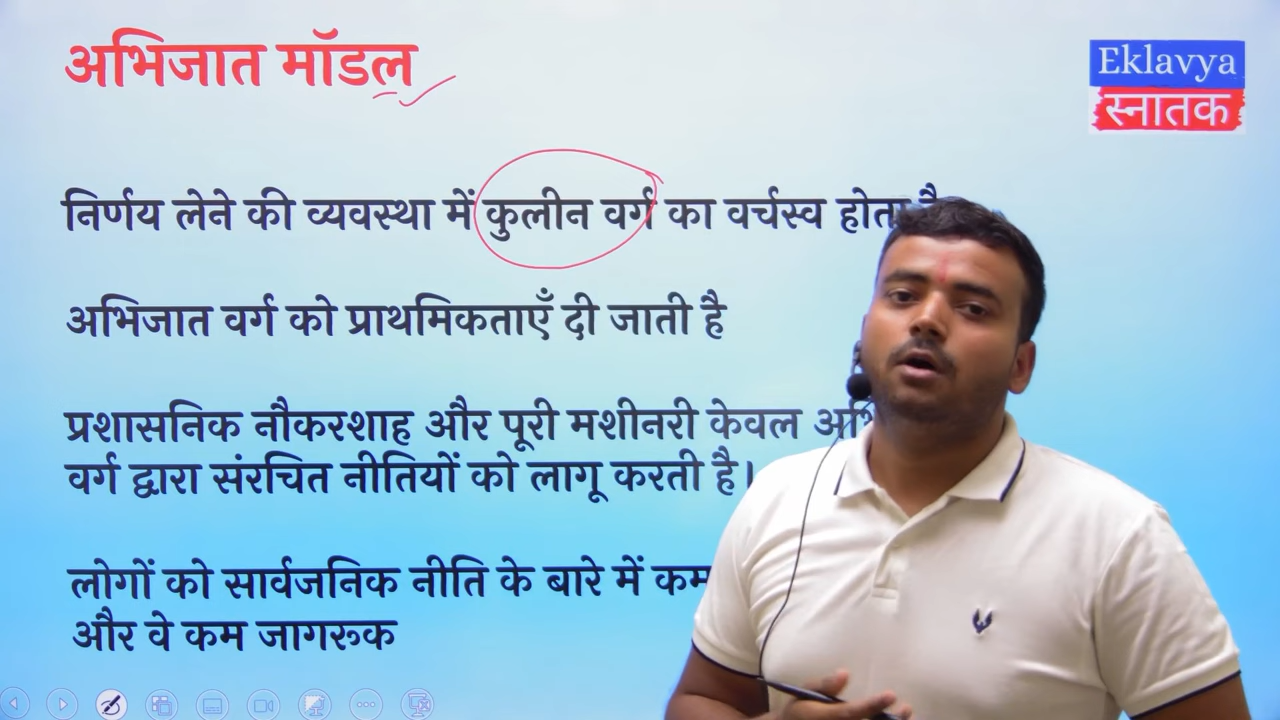 अभिजात मॉडल
Eklavya
स्नातक
निर्णय लेने की व्यवस्था में कुलीन वर्ग का वर्चस्व होता है
अभिजात वर्ग को प्राथमिकताएँ दी जाती है
प्रशासनिक नौकरशाह और पूरी मशीनरी केवल
वर्ग द्वारा संरचित नीतियों को लागू करती है।
लोगों को सार्वजनिक नीति के बारे में कम
और वे कम जागरूक